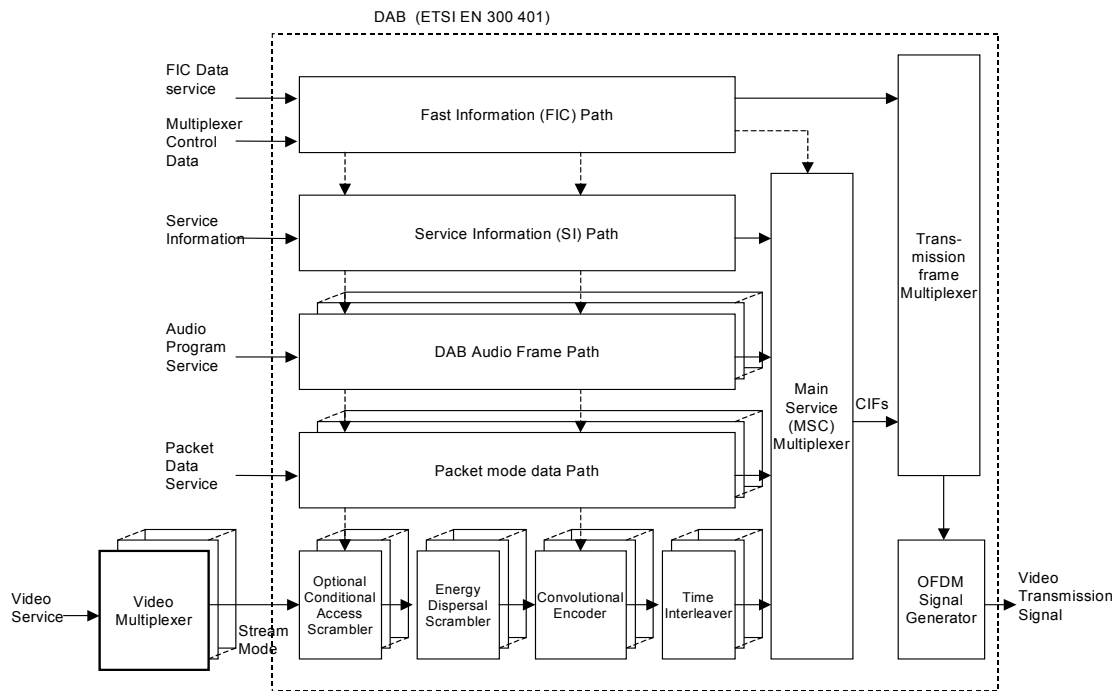 DAB (ETSI EN 300 401)
FIC Data
service
Multiplexer
Control
Data
Fast Information (FIC) Path
Service
Information
Service Information (SI) Path
Trans-
mission
frame
Multiplexer
Audio
Program
Service
DAB Audio Frame Path
Main
Service
(MSC)
Multiplexer
CIFs
Packet
Data
Service
Packet mode data Path
Video
Service
Video
Multiplexer
Stream
Mode
Optional
Conditional
Access
Scrambler
Energy
Dispersal
Scrambler
Convolutional
Encoder
Time
Interleaver
OFDM
Signal
Generator
Video
Transmission
Signal